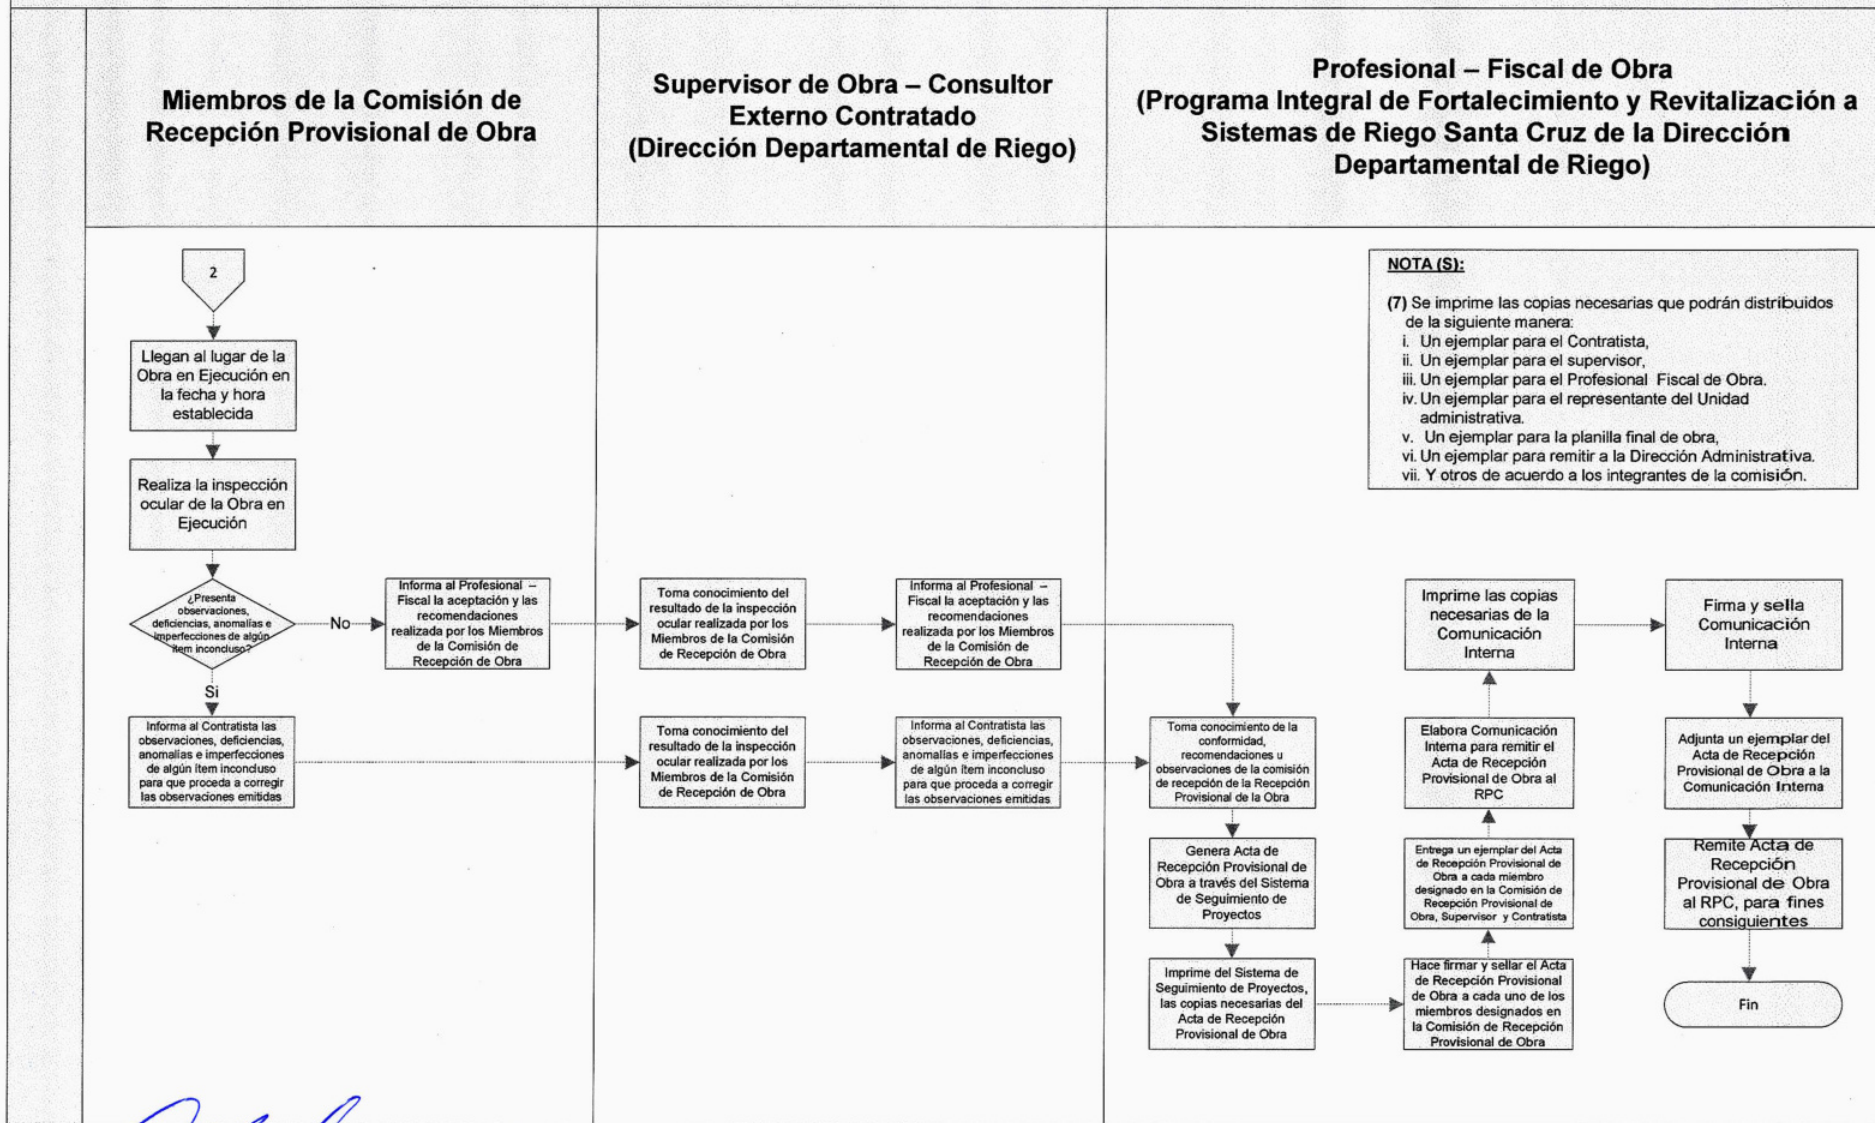 Miembros de la Comisión de
Recepción Provisional de Obra
Supervisor de Obra – Consultor
Externo Contratado
(Dirección Departamental de Riego)
Profesional – Fiscal de Obra
(Programa Integral de Fortalecimiento y Revitalización a
Sistemas de Riego Santa Cruz de la Dirección
Departamental de Riego)
2
Llegan al lugar de la
Obra en Ejecución en
la fecha y hora
establecida
Realiza la inspección
ocular de la Obra en
Ejecución
¿Presenta
observaciones,
deficiencias, anomalías e
imperfecciones de algún
ítem inconcluso?
No
Si
Informa al Profesional –
Fiscal la aceptación y las
recomendaciones
realizada por los Miembros
de la Comisión de
Recepción de Obra
Informa al Contratista las
observaciones, deficiencias,
anomalías e imperfecciones
de algún ítem inconcluso
para que proceda a corregir
las observaciones emitidas
Toma conocimiento del
resultado de la inspección
ocular realizada por los
Miembros de la Comisión
de Recepción de Obra
Informa al Profesional –
Fiscal la aceptación y las
recomendaciones
realizada por los Miembros
de la Comisión de
Recepción de Obra
Toma conocimiento del
resultado de la inspección
ocular realizada por los
Miembros de la Comisión
de Recepción de Obra
Informa al Contratista las
observaciones, deficiencias,
anomalías e imperfecciones
de algún ítem inconcluso
para que proceda a corregir
las observaciones emitidas
NOTA (S):
(7) Se imprime las copias necesarias que podrán distribuidos
de la siguiente manera:
i. Un ejemplar para el Contratista,
ii. Un ejemplar para el supervisor,
iii. Un ejemplar para el Profesional Fiscal de Obra.
iv. Un ejemplar para el representante del Unidad
administrativa.
v. Un ejemplar para la planilla final de obra,
vi. Un ejemplar para remitir a la Dirección Administrativa.
vii. Y otros de acuerdo a los integrantes de la comisión.
Toma conocimiento de la
conformidad,
recomendaciones u
observaciones de la comisión
de recepción de la Recepción
Provisional de la Obra
Genera Acta de
Recepción Provisional de
Obra a través del Sistema
de Seguimiento de
Proyectos
Imprime del Sistema de
Seguimiento de Proyectos,
las copias necesarias del
Acta de Recepción
Provisional de Obra
Hace firmar y sellar el Acta
de Recepción Provisional
de Obra a cada uno de los
miembros designados en
la Comisión de Recepción
Provisional de Obra
Entrega un ejemplar del Acta
de Recepción Provisional de
Obra a cada miembro
designado en la Comisión de
Recepción Provisional de
Obra, Supervisor y Contratista
Elabora Comunicación
Interna para remitir el
Acta de Recepción
Provisional de Obra al
RPC
Imprime las copias
necesarias de la
Comunicación
Interna
Firma y sella
Comunicación
Interna
Adjunta un ejemplar del
Acta de Recepción
Provisional de Obra a la
Comunicación Interna
Remite Acta de
Recepción
Provisional de Obra
al RPC, para fines
consiguientes
Fin